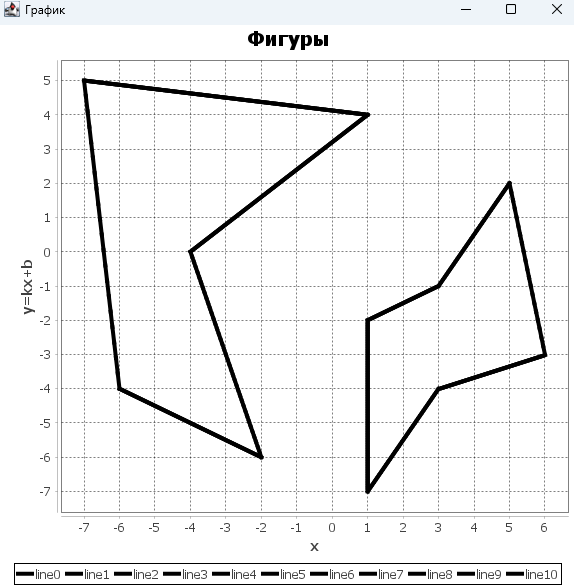 График
Фигуры
5
4
3
2
1
0
-1
-2
-3
-4
-5
-6
-7
y=kx+b
-7 -6 -5 -4 -3 -2 -1 0 1 2 3 4 5 6
x
line0 line1 line2 line3 line4 line5 line6 line7 line8 line9 line10